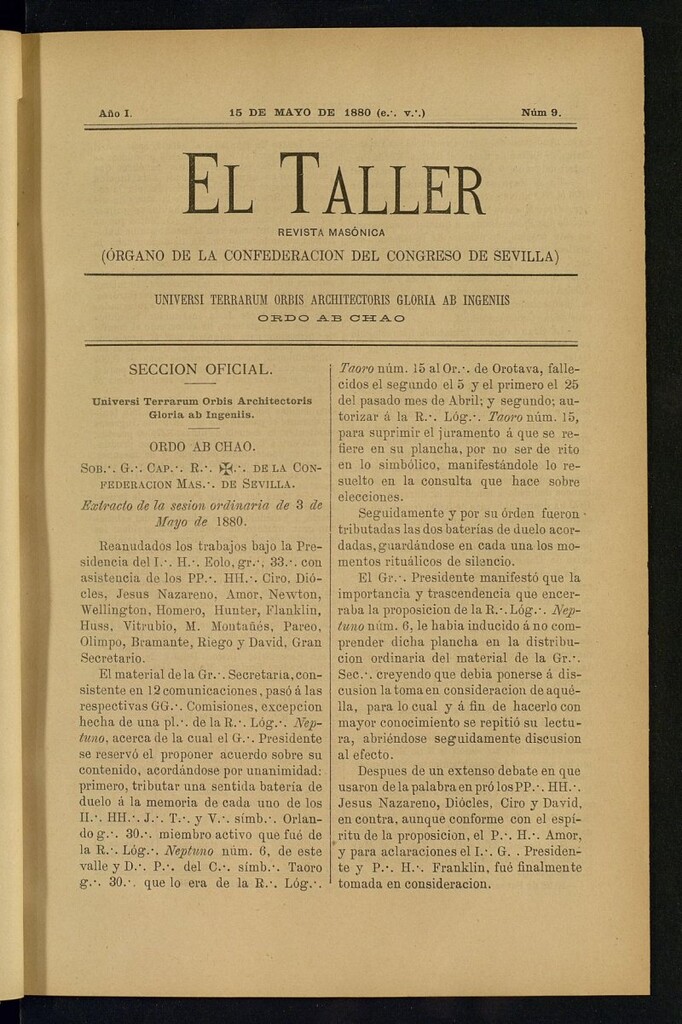 Año I.
15 DE MAYO DE 1880 (e.·. v.·.)
Núm 9.
EL TALLER
REVISTA MASÓNICA
(ÓRGANO DE LA CONFEDERACION DEL CONGRESO DE SEVILLA)
UNIVERSI TERRARUM ORBIS ARCHITECTORIS GLORIA AB INGENIIS
ORDO AB CHAO
SECCION OFICIAL.
Universi Terrarum Orbis Architectoris
Gloria ab Ingeniis.
ORDO AB CHAO.
SOB.·. G.·. CAP.·. R.·. ✠.·. DE LA CON-
FEDERACION MAS.·. DE SEVILLA.
Extracto de la sesion ordinaria de 3 de
Mayo de 1880.
Reanudados los trabajos bajo la Pre-
sidencia del I.·. H.·. Eolo, gr.·. 33.·. con
asistencia de los PP.·. HH.·. Ciro, Dió-
cles, Jesus Nazareno, Amor, Newton,
Wellington, Homero, Hunter, Flanklin,
Huss, Vitrubio, M. Montañés, Pareo,
Olimpo, Bramante, Riego y David, Gran
Secretario.
El material de la Gr.·. Secretaria, con-
sistente en 12 comunicaciones, pasó á las
respectivas GG.·. Comisiones, excepcion
hecha de una pl.·. de la R.·. Lóg.·. Nep-
tuno, acerca de la cual el G.·. Presidente
se reservó el proponer acuerdo sobre su
contenido, acordándose por unanimidad:
primero, tributar una sentida batería de
duelo á la memoria de cada uno de los
II.·. HH.·. J.·. T.·. y V.·. simb.·. Orlan-
do g.·. 30.·. miembro activo que fué de
la R.·. Lóg.·. Neptuno núm. 6, de este
valle y D.·. P.·. del C.·. simb.·. Taoro
g.·. 30.·. que lo era de la R.·. Lóg.·.
Taoro núm. 15 al Or.·. de Orotava, falle-
cidos el segundo el 5 y el primero el 25
del pasado mes de Abril; y segundo; au-
torizar á la R.·. Lóg.·. Taoro núm. 15,
para suprimir el juramento á que se re-
fiere en su plancha, por no ser de rito
en lo simbólico, manifestándole lo re-
suelto en la consulta que hace sobre
elecciones.
Seguidamente y por su órden fueron
tributadas las dos baterías de duelo acor-
dadas, guardándose en cada una los mo-
mentos rituálicos de silencio.
El Gr.·. Presidente manifestó que la
importancia y trascendencia que encer-
raba la proposicion de la R.·. Lóg.·. Nep-
tuno núm. 6, le habia inducido á no com-
prender dicha plancha en la distribu-
cion ordinaria del material de la Gr.·.
Sec.·. creyendo que debia ponerse á dis-
cusion la toma en consideracion de aqué-
lla, para lo cual y á fin de hacerlo con
mayor conocimiento se repitió su lectu-
ra, abriéndose seguidamente discusion
al efecto.
Despues de un extenso debate en que
usaron de la palabra en pró los PP.·. HH.·.
Jesus Nazareno, Diócles, Ciro y David,
en contra, aunque conforme con el espí-
ritu de la proposicion, el P.·. H.·. Amor,
y para aclaraciones el I.·. G. . Presiden-
te y P.·. H.·. Franklin, fué finalmente
tomada en consideracion.